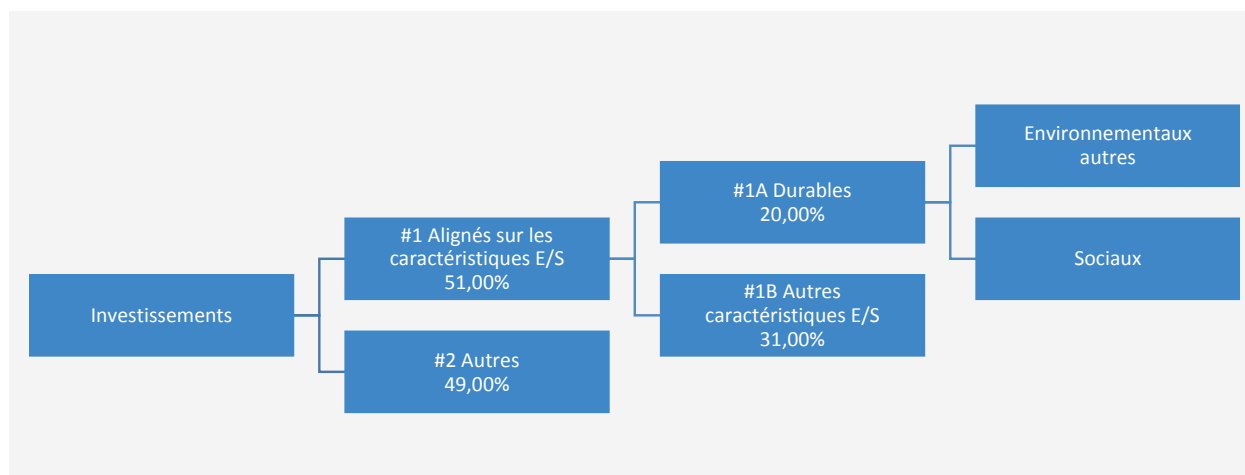 Investissements
#1 Alignés sur les
caractéristiques E/S
51,00%
#2 Autres
49,00%
#1A Durables
20,00%
#1B Autres
caractéristiques E/S
31,00%
Environnementaux
autres
Sociaux